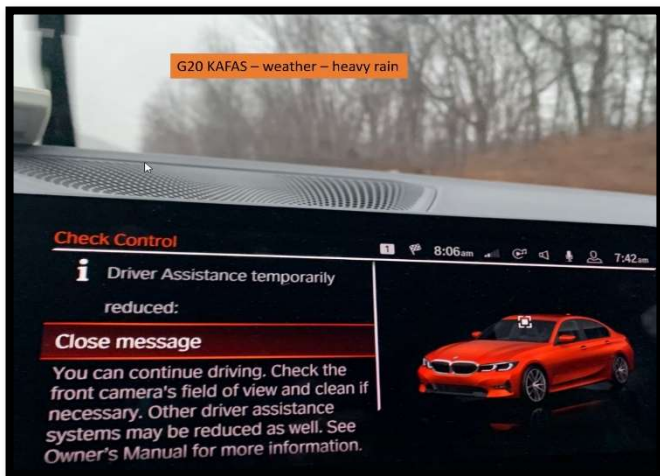 G20 KAFAS – weather – heavy rain
Check Control
1 8:06am 7:42am
i Driver Assistance temporarily
reduced:
Close message
You can continue driving. Check the
front camera's field of view and clean if
necessary. Other driver assistance
systems may be reduced as well. See
Owner's Manual for more information.